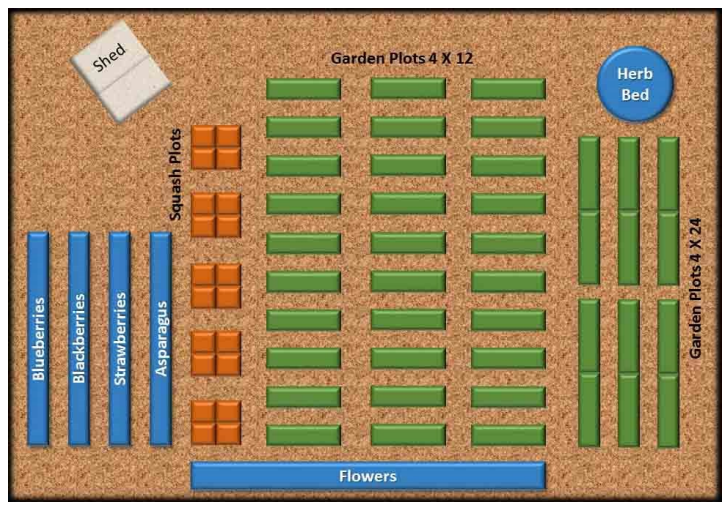 Shed
Garden Plots 4 X 12
Herb
Bed
Squash Plots
Blueberries
Blackberries
Strawberries
Asparagus
Garden Plots 4 X 24
Flowers